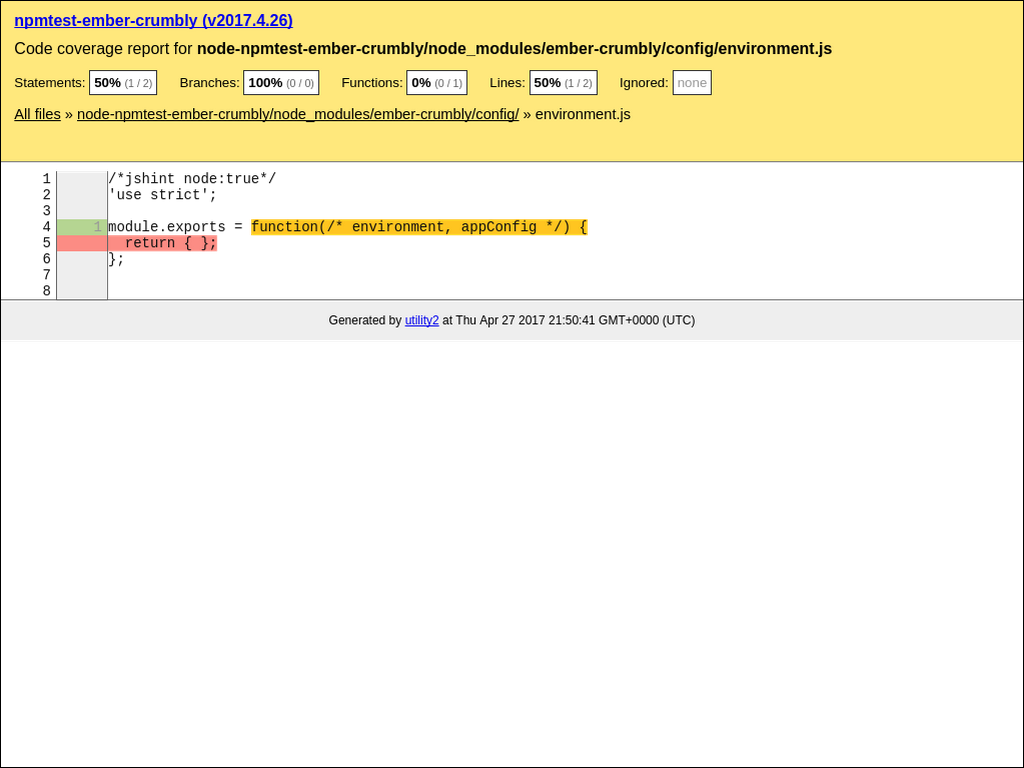 npmtest-ember-crumbly (v2017.4.26)
Code coverage report for node-npmtest-ember-crumbly/node_modules/ember-crumbly/config/environment.js
Statements: 50% (1 / 2) Branches: 100% (0 / 0) Functions: 0% (0 / 1) Lines: 50% (1 / 2) Ignored: none
All files » node-npmtest-ember-crumbly/node_modules/ember-crumbly/config/ » environment.js
1 /*jshint node:true*/
2 'use strict';
3
4 1 module.exports = function(/* environment, appConfig */) {
5   return { };
6 };
7
8
Generated by utility2 at Thu Apr 27 2017 21:50:41 GMT+0000 (UTC)